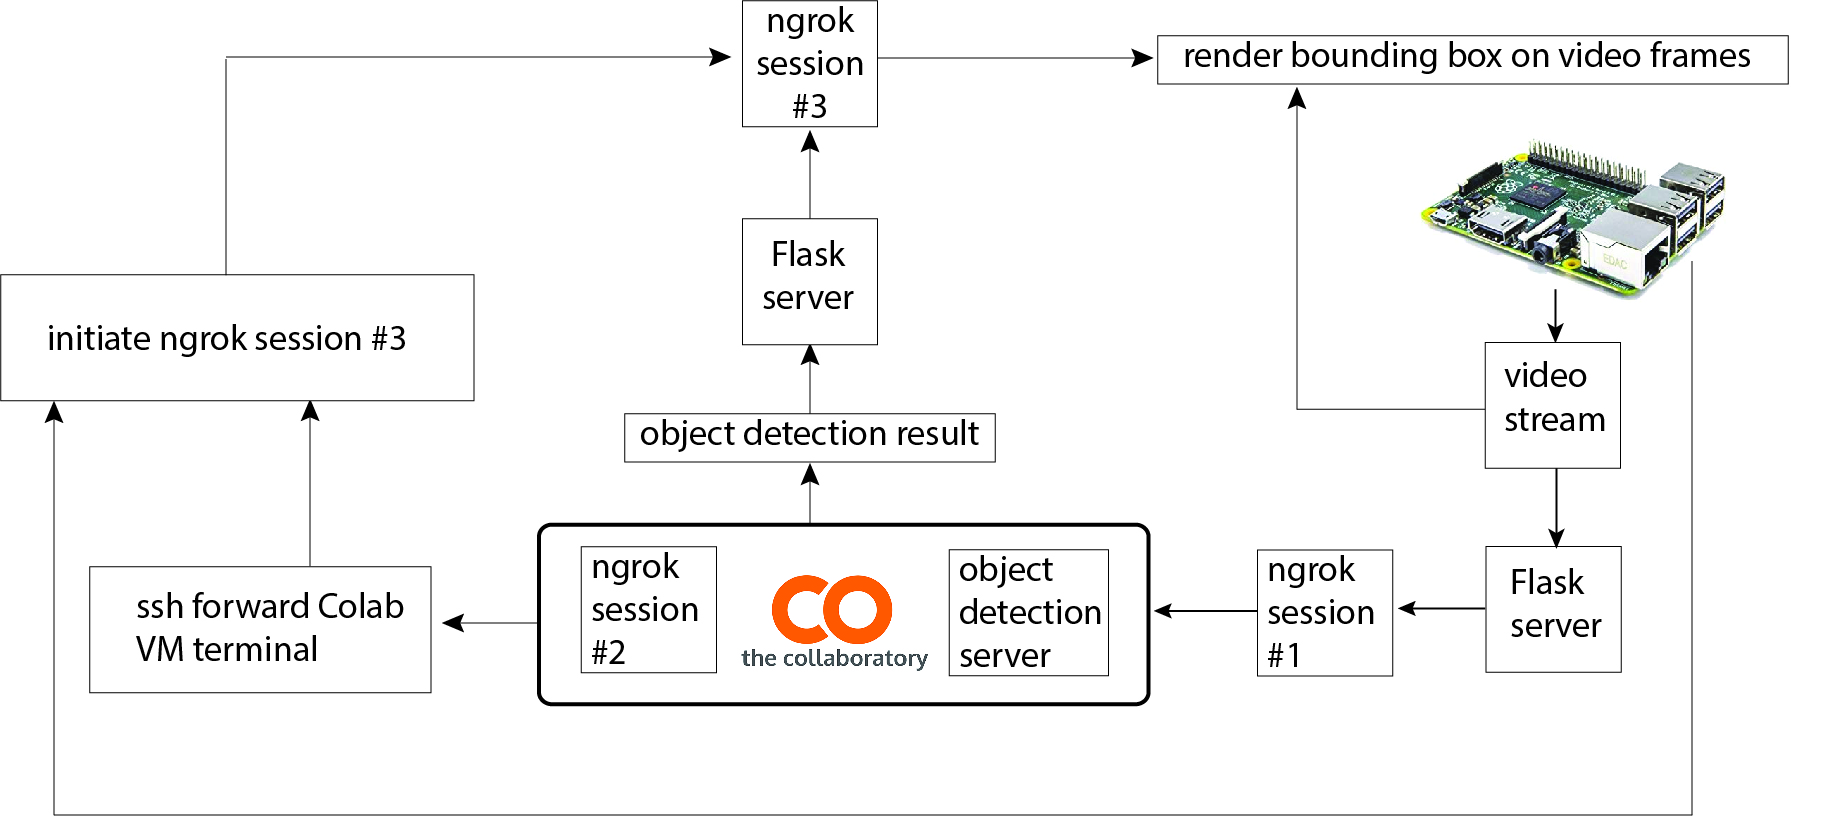 ngrok
session
#3
render bounding box on video frames
Flask
server
EDAC
initiate ngrok session #3
video
stream
object detection result
ssh forward Colab
VM terminal
ngrok
session
#2
the collaboratory
object
detection
server
ngrok
session
#1
Flask
server